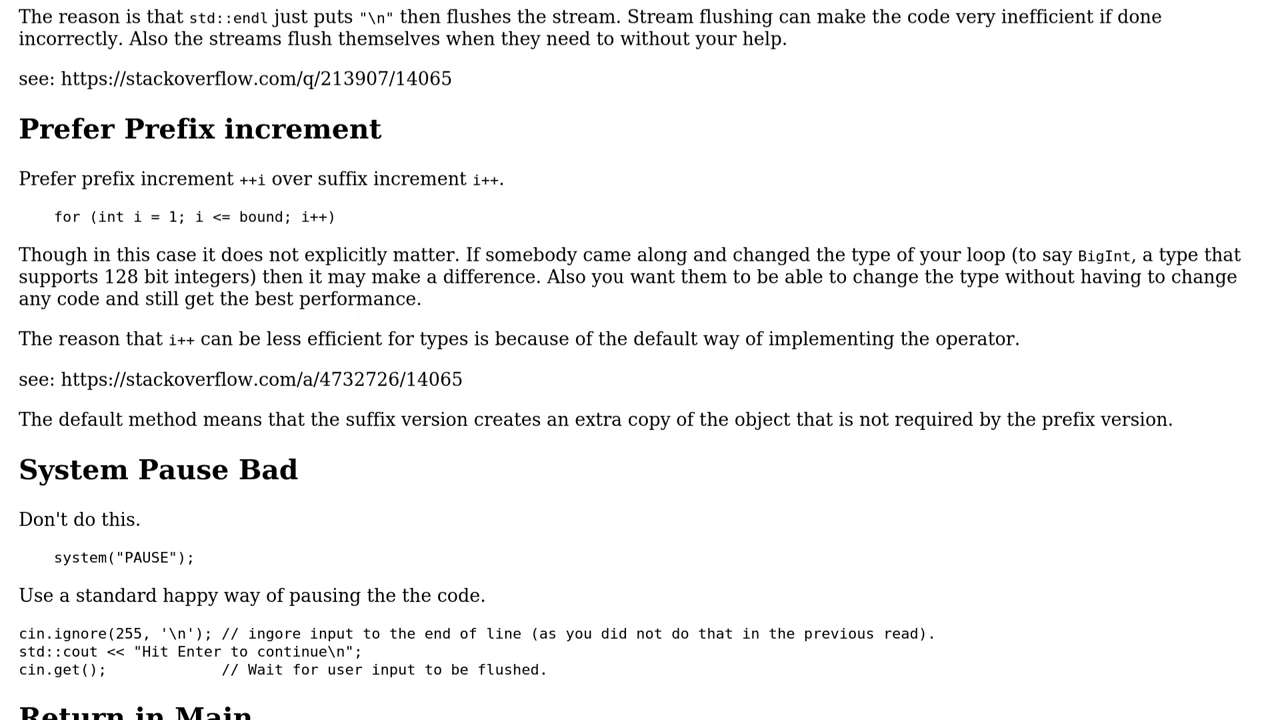 The reason is that std::endl just puts "\n" then flushes the stream. Stream flushing can make the code very inefficient if done
incorrectly. Also the streams flush themselves when they need to without your help.
see: https://stackoverflow.com/q/213907/14065
Prefer Prefix increment
Prefer prefix increment ++i over suffix increment i++.
for (int i = 1; i <= bound; i++)
Though in this case it does not explicitly matter. If somebody came along and changed the type of your loop (to say BigInt, a type that
supports 128 bit integers) then it may make a difference. Also you want them to be able to change the type without having to change
any code and still get the best performance.
The reason that i++ can be less efficient for types is because of the default way of implementing the operator.
see: https://stackoverflow.com/a/4732726/14065
The default method means that the suffix version creates an extra copy of the object that is not required by the prefix version.
System Pause Bad
Don't do this.
system("PAUSE");
Use a standard happy way of pausing the the code.
cin.ignore(255, '\n'); // ingore input to the end of line (as you did not do that in the previous read).
std::cout << "Hit Enter to continue\n";
cin.get();             // Wait for user input to be flushed.
Return in Main